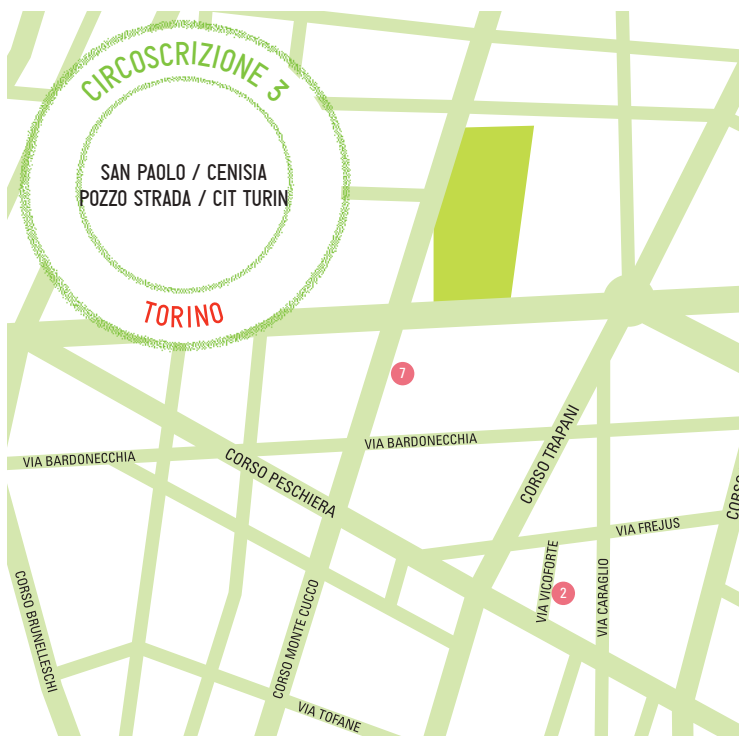 CIRCOSCRIZIONE 3
SAN PAOLO / CENISIA
POZZO STRADA / CIT TURIN
TORINO
7
VIA BARDONECCHIA
VIA BARDONECCHIA
CORSO TRAPANI
CORSO PESCHIERA
CORSO
VIA FREJUS
VIA VICOFORTE
2
VIA CARAGLIO
CORSO BRUNELLESCHI
CORSO MONTE CUCCO
VIA TOFANE